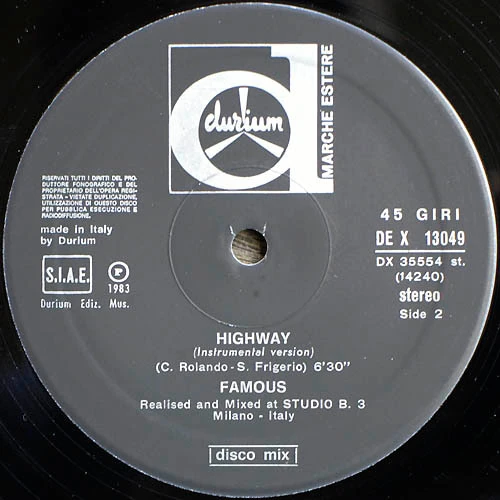 durium
MARCHE ESTERE
RISERVATI TUTTI I DIRITTI DEL PRO-
DUTTORE FONOGRAFICO E DEL
PROPRIETARIO DELL'OPERA REGI-
STRATA - VIETATE DUPLICAZIONE,
UTILIZZAZIONE DI QUESTO DISCO
PER PUBBLICA ESECUZIONE E
RADIODIFFUSIONE.
made in Italy
by Durium
S.I.A.E.
P
1983
Durium Ediz. Mus.
45 GIRI
DE X 13049
DX 35554 st.
(14240)
stereo
Side 2
HIGHWAY
(Instrumental version)
(C. Rolando - S. Frigerio) 6'30"
FAMOUS
Realised and Mixed at STUDIO B. 3
Milano - Italy
disco mix